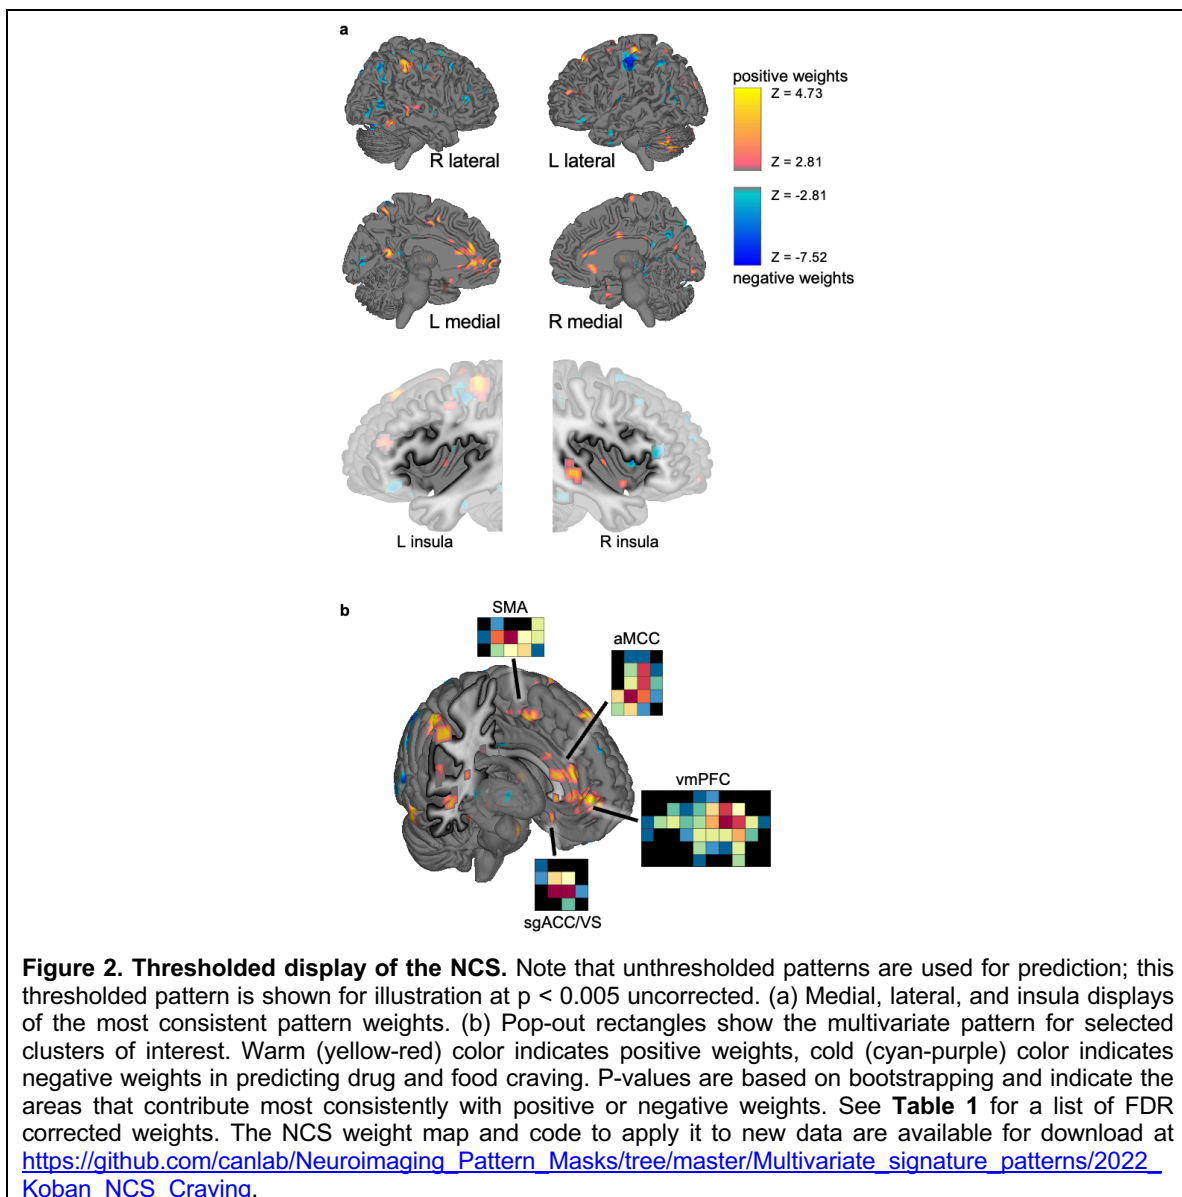 a
positive weights
Z = 4.73
Z = 2.81
R lateral
L lateral
Z = -2.81
Z = -7.52
negative weights
L medial
R medial
L insula
R insula
b
SMA
aMCC
vmPFC
sgACC/VS
Figure 2. Thresholded display of the NCS. Note that unthresholded patterns are used for prediction; this
thresholded pattern is shown for illustration at p < 0.005 uncorrected. (a) Medial, lateral, and insula displays
of the most consistent pattern weights. (b) Pop-out rectangles show the multivariate pattern for selected
clusters of interest. Warm (yellow-red) color indicates positive weights, cold (cyan-purple) color indicates
negative weights in predicting drug and food craving. P-values are based on bootstrapping and indicate the
areas that contribute most consistently with positive or negative weights. See Table 1 for a list of FDR
corrected weights. The NCS weight map and code to apply it to new data are available for download at
https://github.com/canlab/Neuroimaging_Pattern_Masks/tree/master/Multivariate_signature_patterns/2022_
Koban_NCS_Craving.